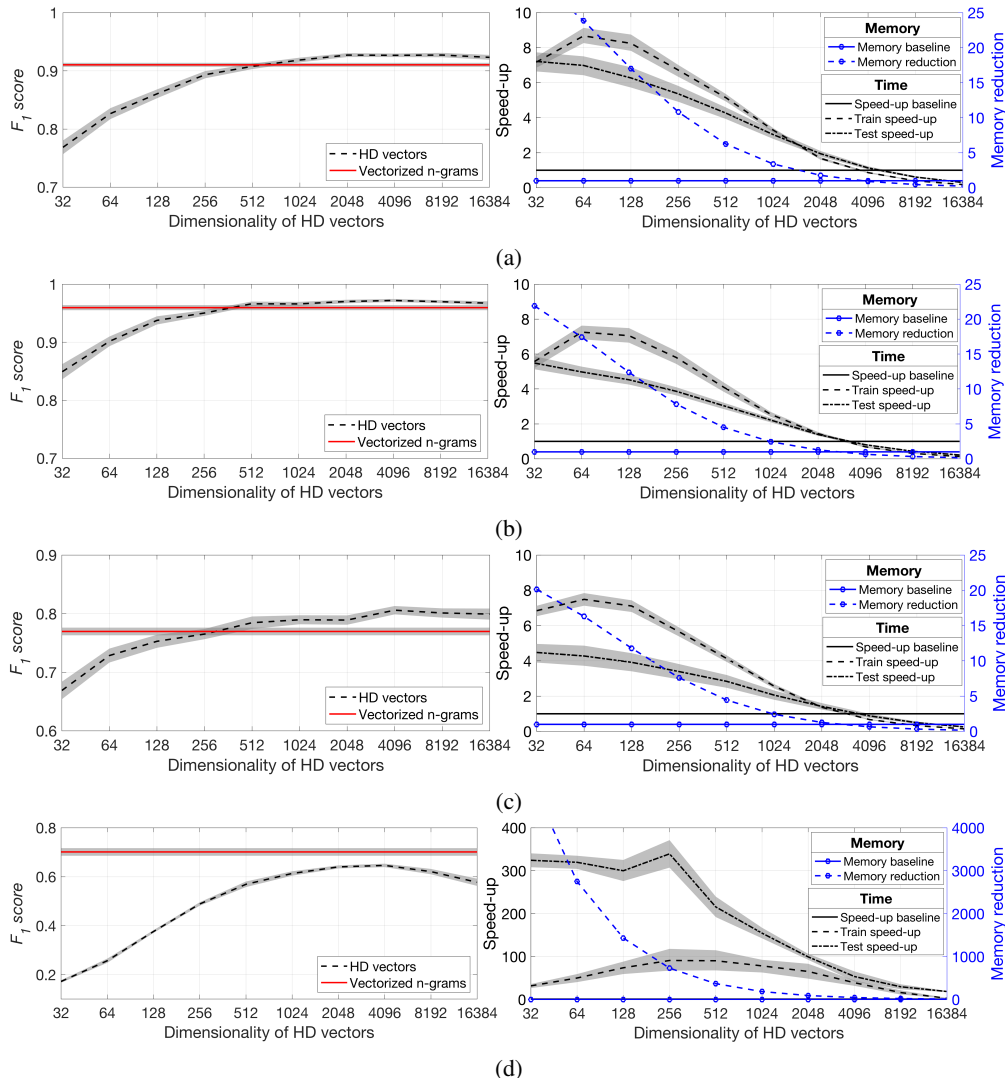 1
0.9
0.8
0.7
F1 score
HD vectors
Vectorized n-grams
32 64 128 256 512 1024 2048 4096 8192 16384
Dimensionality of HD vectors
10
8
6
4
2
0
Speed-up
25
20
15
10
5
0
Memory reduction
Memory
Memory baseline
Memory reduction
Time
Speed-up baseline
Train speed-up
Test speed-up
32 64 128 256 512 1024 2048 4096 8192 16384
Dimensionality of HD vectors
(a)
1
0.9
0.8
0.7
F1 score
HD vectors
Vectorized n-grams
32 64 128 256 512 1024 2048 4096 8192 16384
Dimensionality of HD vectors
10
8
6
4
2
0
Speed-up
25
20
15
10
5
0
Memory reduction
Memory
Memory baseline
Memory reduction
Time
Speed-up baseline
Train speed-up
Test speed-up
32 64 128 256 512 1024 2048 4096 8192 16384
Dimensionality of HD vectors
(b)
0.9
0.8
0.7
0.6
F1 score
HD vectors
Vectorized n-grams
32 64 128 256 512 1024 2048 4096 8192 16384
Dimensionality of HD vectors
10
8
6
4
2
0
Speed-up
25
20
15
10
5
0
Memory reduction
Memory
Memory baseline
Memory reduction
Time
Speed-up baseline
Train speed-up
Test speed-up
32 64 128 256 512 1024 2048 4096 8192 16384
Dimensionality of HD vectors
(c)
0.8
0.6
0.4
0.2
F1 score
HD vectors
Vectorized n-grams
32 64 128 256 512 1024 2048 4096 8192 16384
Dimensionality of HD vectors
400
300
200
100
0
Speed-up
4000
3000
2000
1000
0
Memory reduction
Memory
Memory baseline
Memory reduction
Time
Speed-up baseline
Train speed-up
Test speed-up
32 64 128 256 512 1024 2048 4096 8192 16384
Dimensionality of HD vectors
(d)